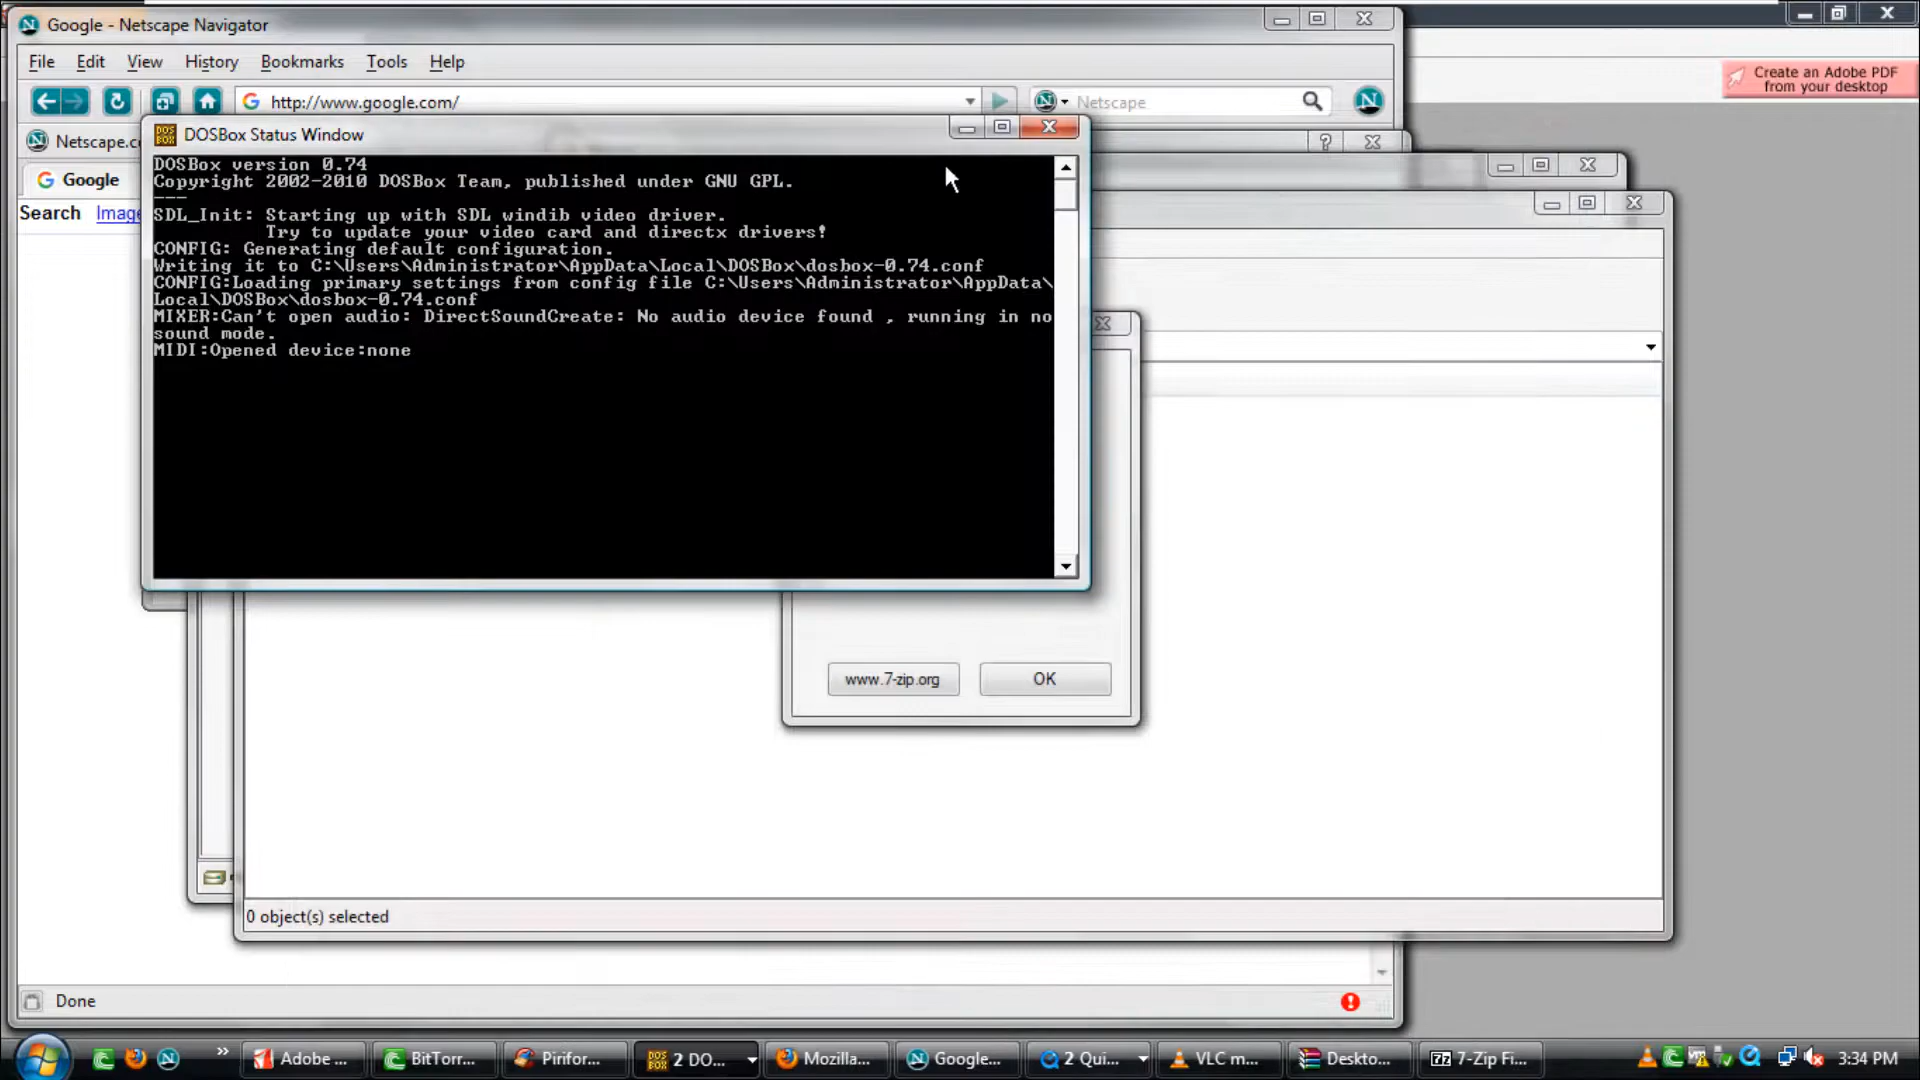 Google - Netscape Navigator
File Edit View History Bookmarks Tools Help
http://www.google.com/
Netscape
Create an Adobe PDF
from your desktop
Netscape.c
DOSBox Status Window
Google
Search Image
DOSBox version 0.74
Copyright 2002-2010 DOSBox Team, published under GNU GPL.
---
SDL_Init: Starting up with SDL windib video driver.
Try to update your video card and directx drivers!
CONFIG: Generating default configuration.
Writing it to C:\Users\Administrator\AppData\Local\DOSBox\dosbox-0.74.conf
CONFIG:Loading primary settings from config file C:\Users\Administrator\AppData\
Local\DOSBox\dosbox-0.74.conf
MIXER:Can't open audio: DirectSoundCreate: No audio device found , running in no
sound mode.
MIDI:Opened device:none
www.7-zip.org
OK
0 object(s) selected
Done
Adobe ...
BitTorr...
Pirifor...
2 DO...
Mozilla...
Google...
2 Qui...
VLC m...
Deskto...
7-Zip Fi...
3:34 PM